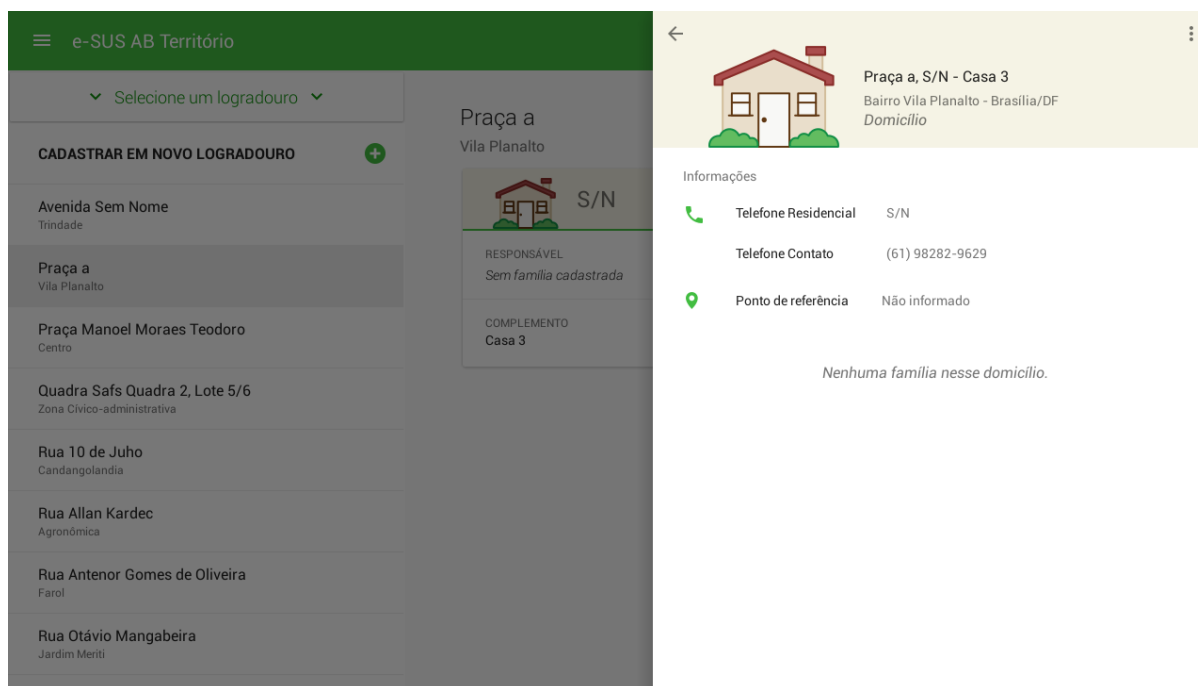 e-SUS AB Território
Selecione um logradouro
CADASTRAR EM NOVO LOGRADOURO
Avenida Sem Nome
Trindade
Praça a
Vila Planalto
Praça Manoel Moraes Teodoro
Centro
Quadra Safs Quadra 2, Lote 5/6
Zona Cívico-administrativa
Rua 10 de Juho
Candangolandia
Rua Allan Kardec
Agronômica
Rua Antenor Gomes de Oliveira
Farol
Rua Otávio Mangabeira
Jardim Meriti
Praça a
Vila Planalto
S/N
RESPONSÁVEL
Sem família cadastrada
COMPLEMENTO
Casa 3
Praça a, S/N - Casa 3
Bairro Vila Planalto - Brasília/DF
Domicílio
Informações
Telefone Residencial S/N
Telefone Contato (61) 98282-9629
Ponto de referência Não informado
Nenhuma família nesse domicílio.